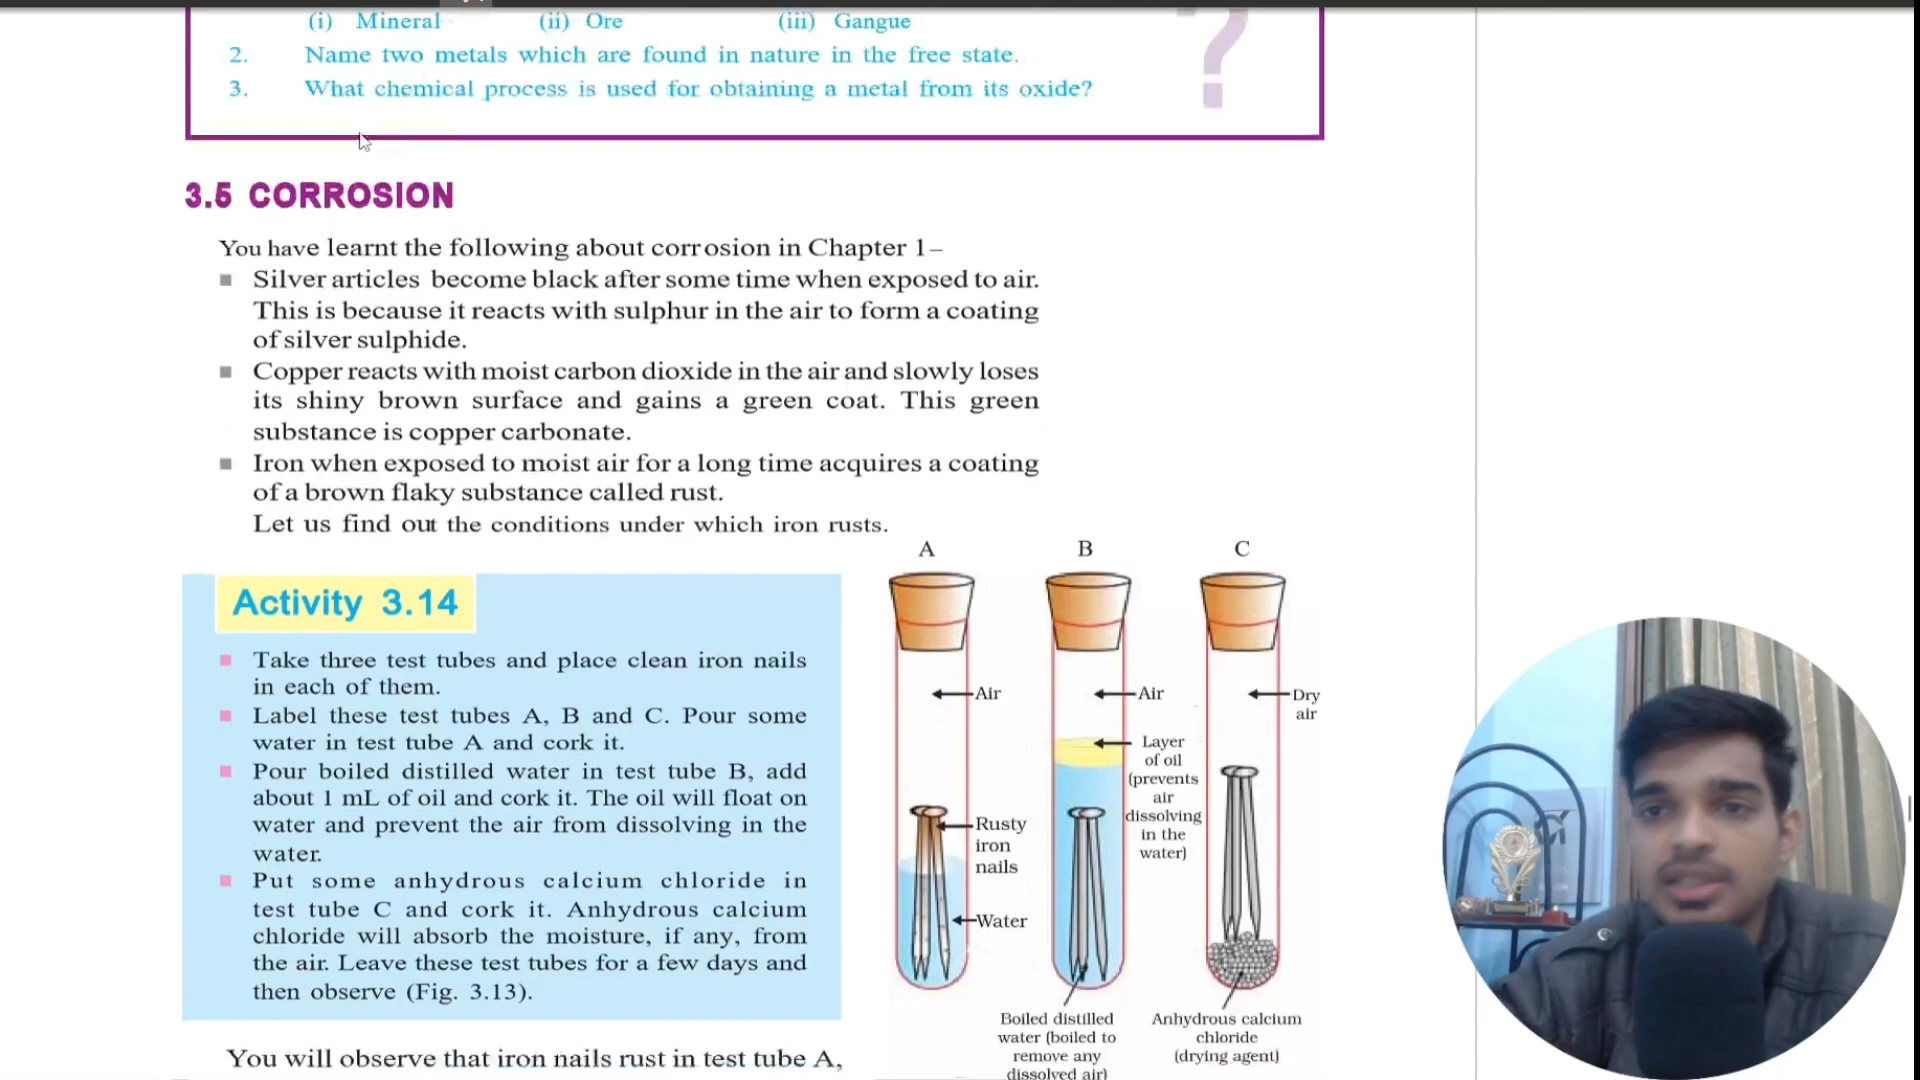 (i) Mineral (ii) Ore (iii) Gangue
2. Name two metals which are found in nature in the free state.
3. What chemical process is used for obtaining a metal from its oxide?
?
3.5 CORROSION
You have learnt the following about corrosion in Chapter 1–
Silver articles become black after some time when exposed to air.
This is because it reacts with sulphur in the air to form a coating
of silver sulphide.
Copper reacts with moist carbon dioxide in the air and slowly loses
its shiny brown surface and gains a green coat. This green
substance is copper carbonate.
Iron when exposed to moist air for a long time acquires a coating
of a brown flaky substance called rust.
Let us find out the conditions under which iron rusts.
Activity 3.14
Take three test tubes and place clean iron nails
in each of them.
Label these test tubes A, B and C. Pour some
water in test tube A and cork it.
Pour boiled distilled water in test tube B, add
about 1 mL of oil and cork it. The oil will float on
water and prevent the air from dissolving in the
water.
Put some anhydrous calcium chloride in
test tube C and cork it. Anhydrous calcium
chloride will absorb the moisture, if any, from
the air. Leave these test tubes for a few days and
then observe (Fig. 3.13).
You will observe that iron nails rust in test tube A,
A
Air
Rusty
iron
nails
Water
B
Air
Layer
of oil
(prevents
air
dissolving
in the
water)
Boiled distilled
water (boiled to
remove any
dissolved air)
C
Dry
air
Anhydrous calcium
chloride
(drying agent)